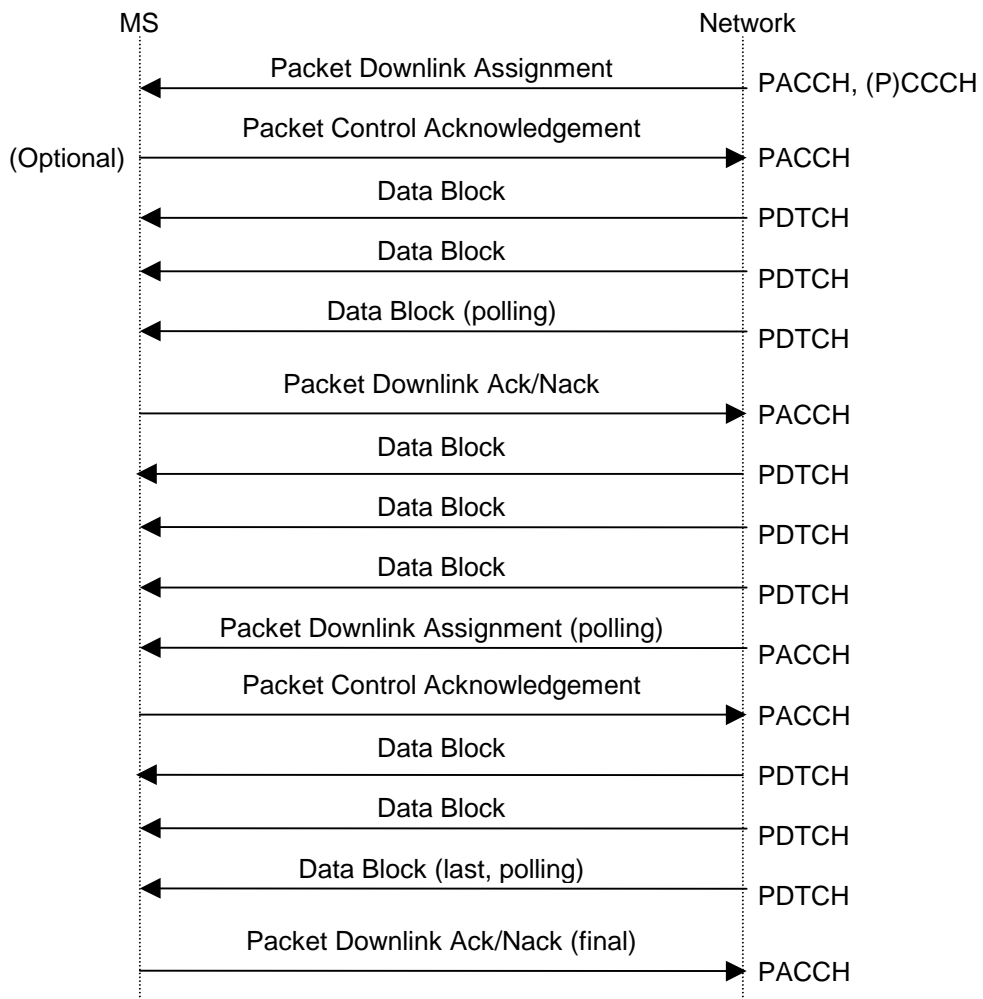 MS Network
Packet Downlink Assignment PACCH, (P)CCCH
(Optional) Packet Control Acknowledgement PACCH
Data Block PDTCH
Data Block PDTCH
Data Block (polling) PDTCH
Packet Downlink Ack/Nack PACCH
Data Block PDTCH
Data Block PDTCH
Data Block PDTCH
Packet Downlink Assignment (polling) PACCH
Packet Control Acknowledgement PACCH
Data Block PDTCH
Data Block PDTCH
Data Block (last, polling) PDTCH
Packet Downlink Ack/Nack (final) PACCH